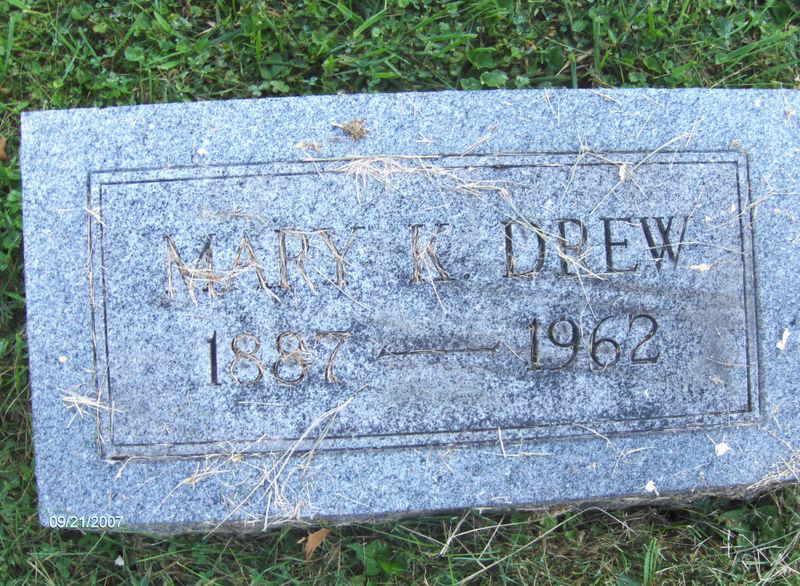 MARY K. DREW
1887 — 1962
09/21/2007